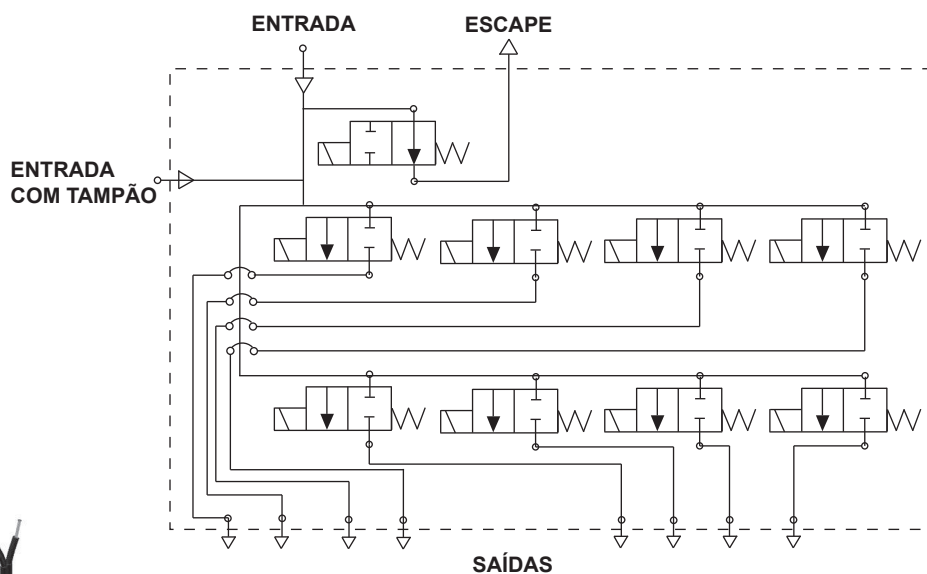 ENTRADA
ESCAPE
ENTRADA
COM TAMPÃO
SAÍDAS